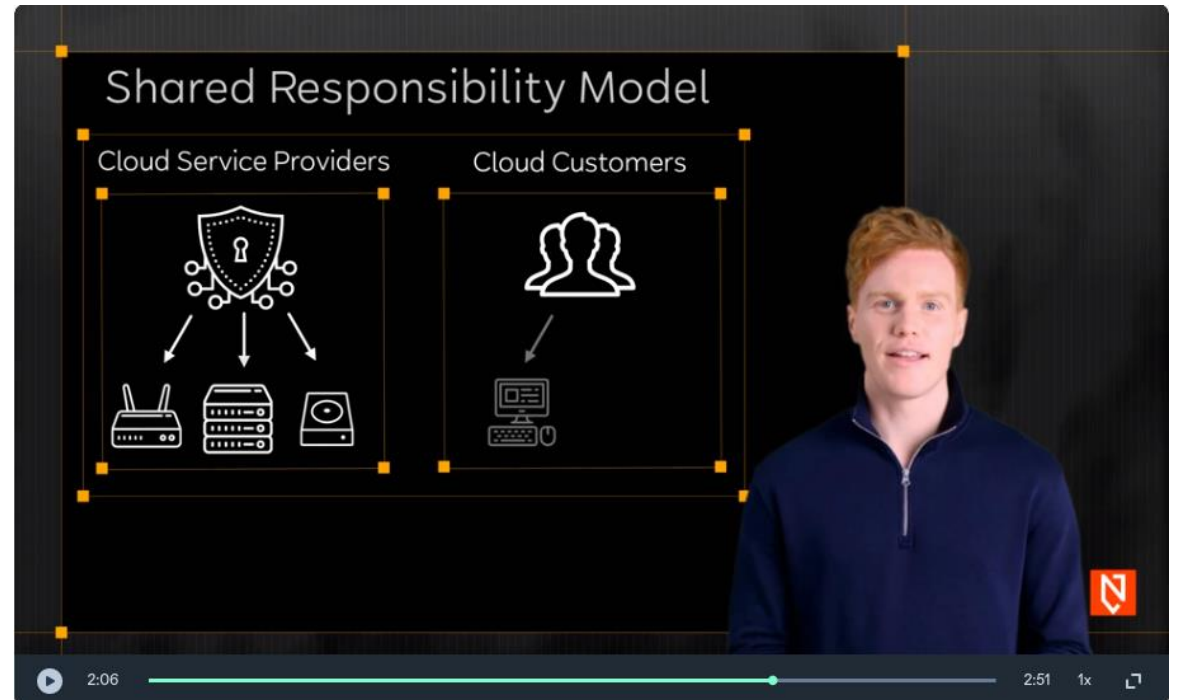 Shared Responsibility Model
Cloud Service Providers
Cloud Customers
2:06
2:51
1x